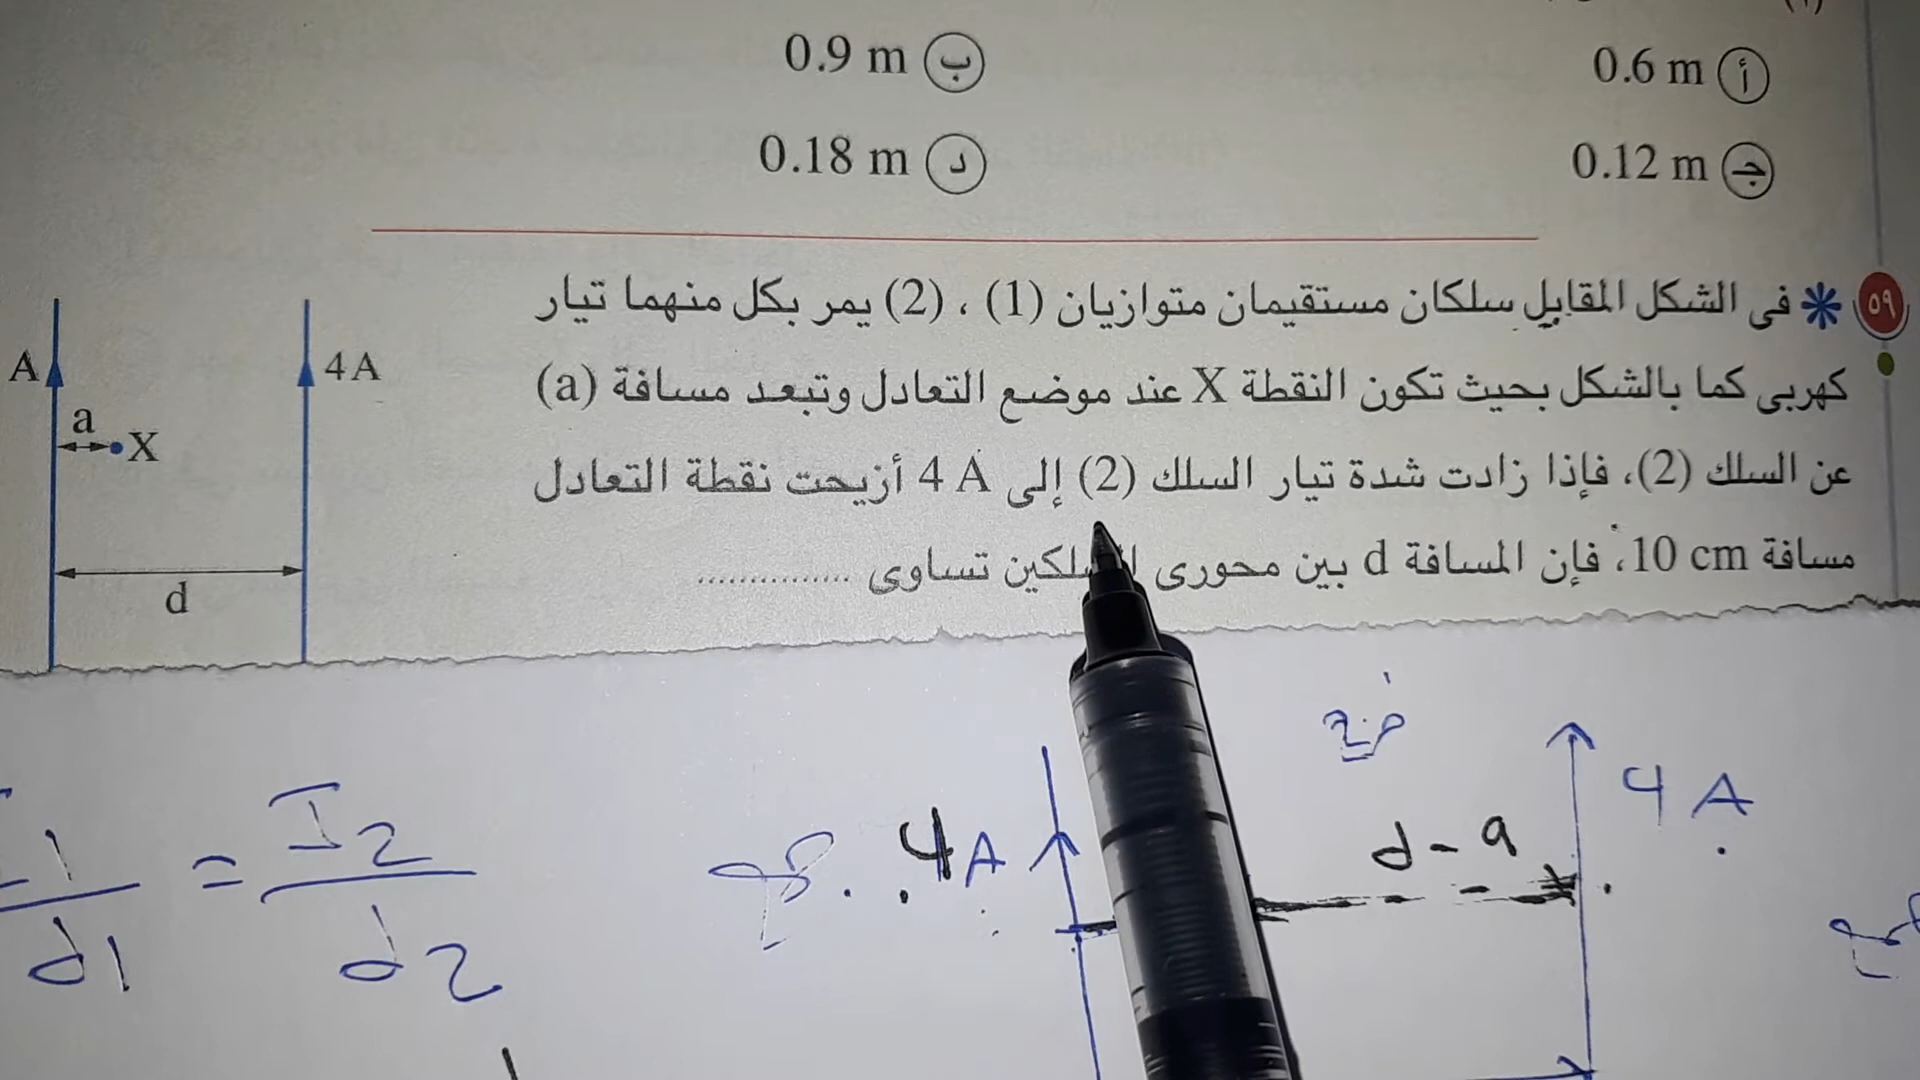 أ 0.6 m
ب 0.9 m
ج 0.12 m
د 0.18 m
٥٩ * فى الشكل المقابل سلكان مستقيمان متوازيان (1) ، (2) يمر بكل منهما تيار
كهربى كما بالشكل بحيث تكون النقطة X عند موضع التعادل وتبعد مسافة (a)
عن السلك (2)، فإذا زادت شدة تيار السلك (2) إلى 4 A أزيحت نقطة التعادل
مسافة 10 cm، فإن المسافة d بين محورى السلكين تساوى ...............
A
4 A
a
X
d
I2
=
d1
d2
4A
d - a
4 A